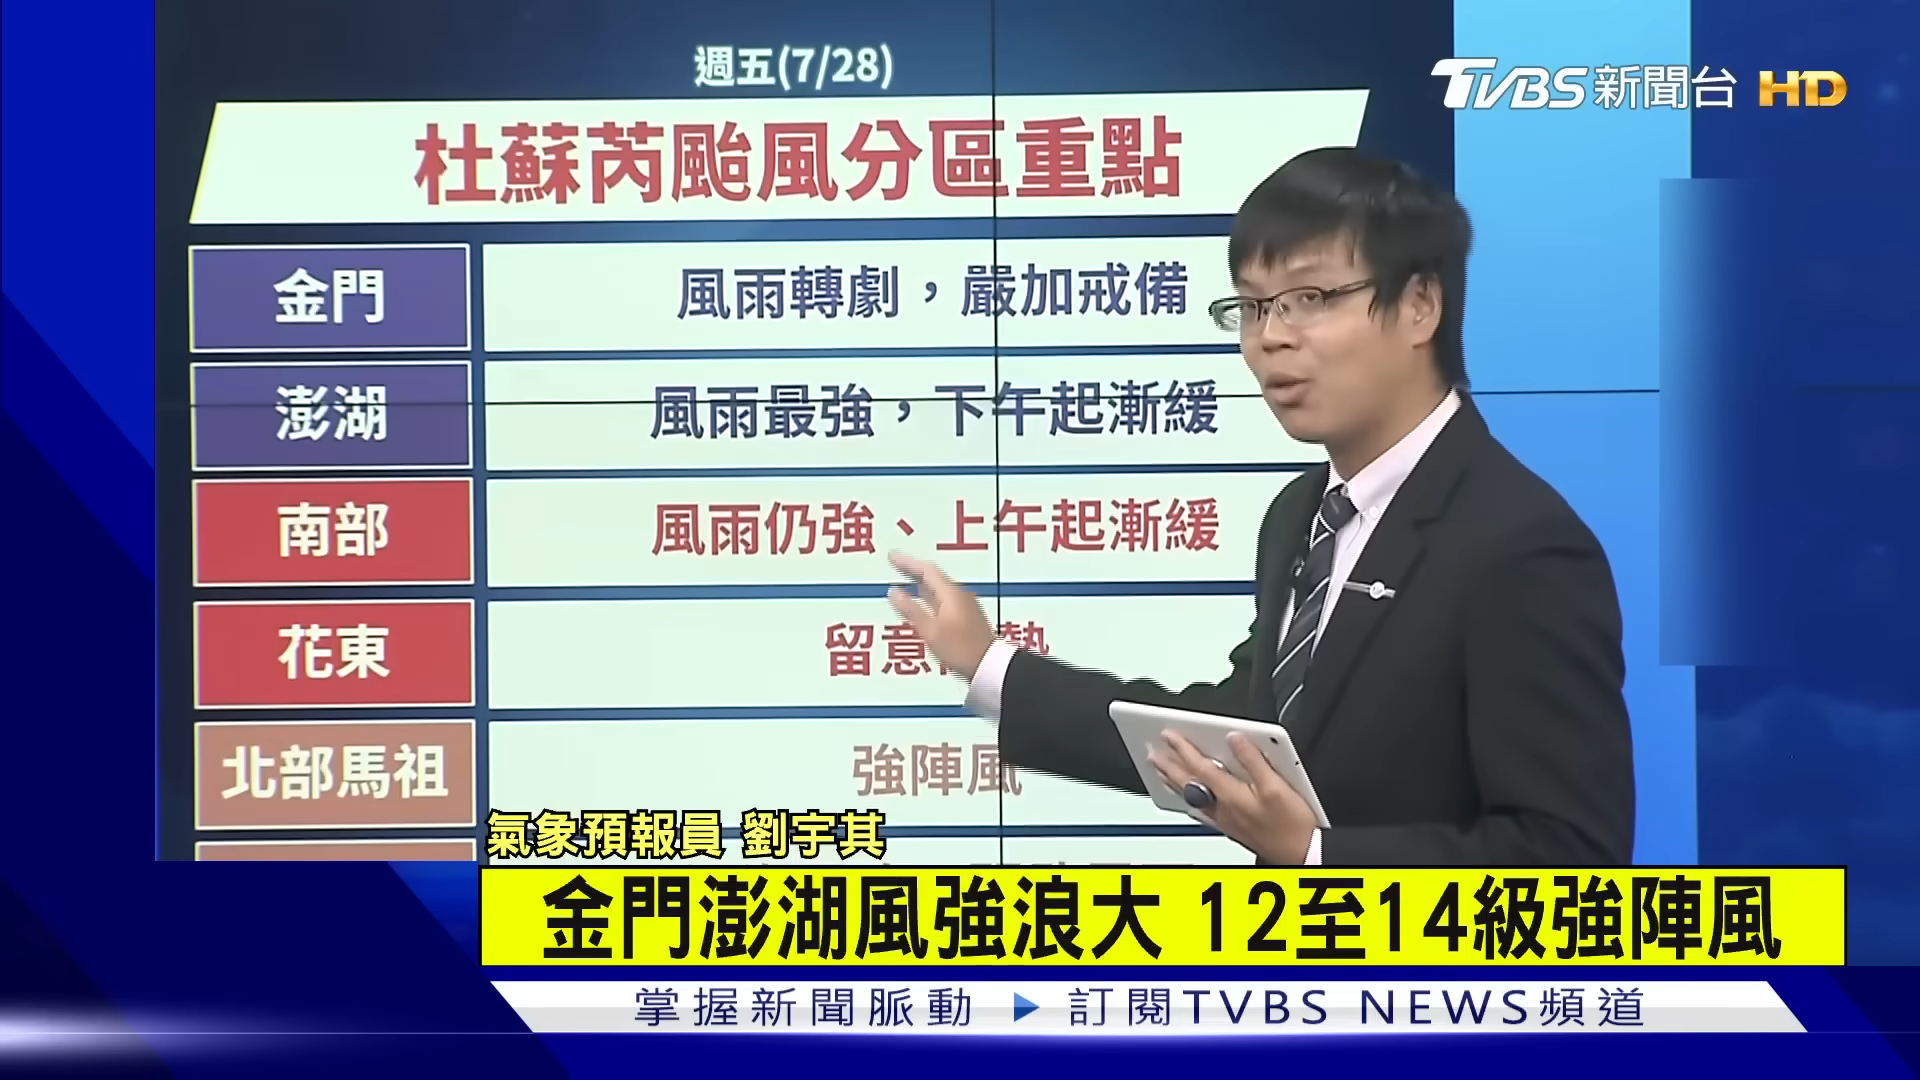 週五(7/28)
TVBS新聞台 HD
杜蘇芮颱風分區重點
金門 風雨轉劇，嚴加戒備
澎湖 風雨最強，下午起漸緩
南部 風雨仍強、上午起漸緩
花東 留意 熱
北部馬祖 強陣風
氣象預報員 劉宇其
金門澎湖風強浪大 12至14級強陣風
掌握新聞脈動 ▶ 訂閱TVBS NEWS頻道